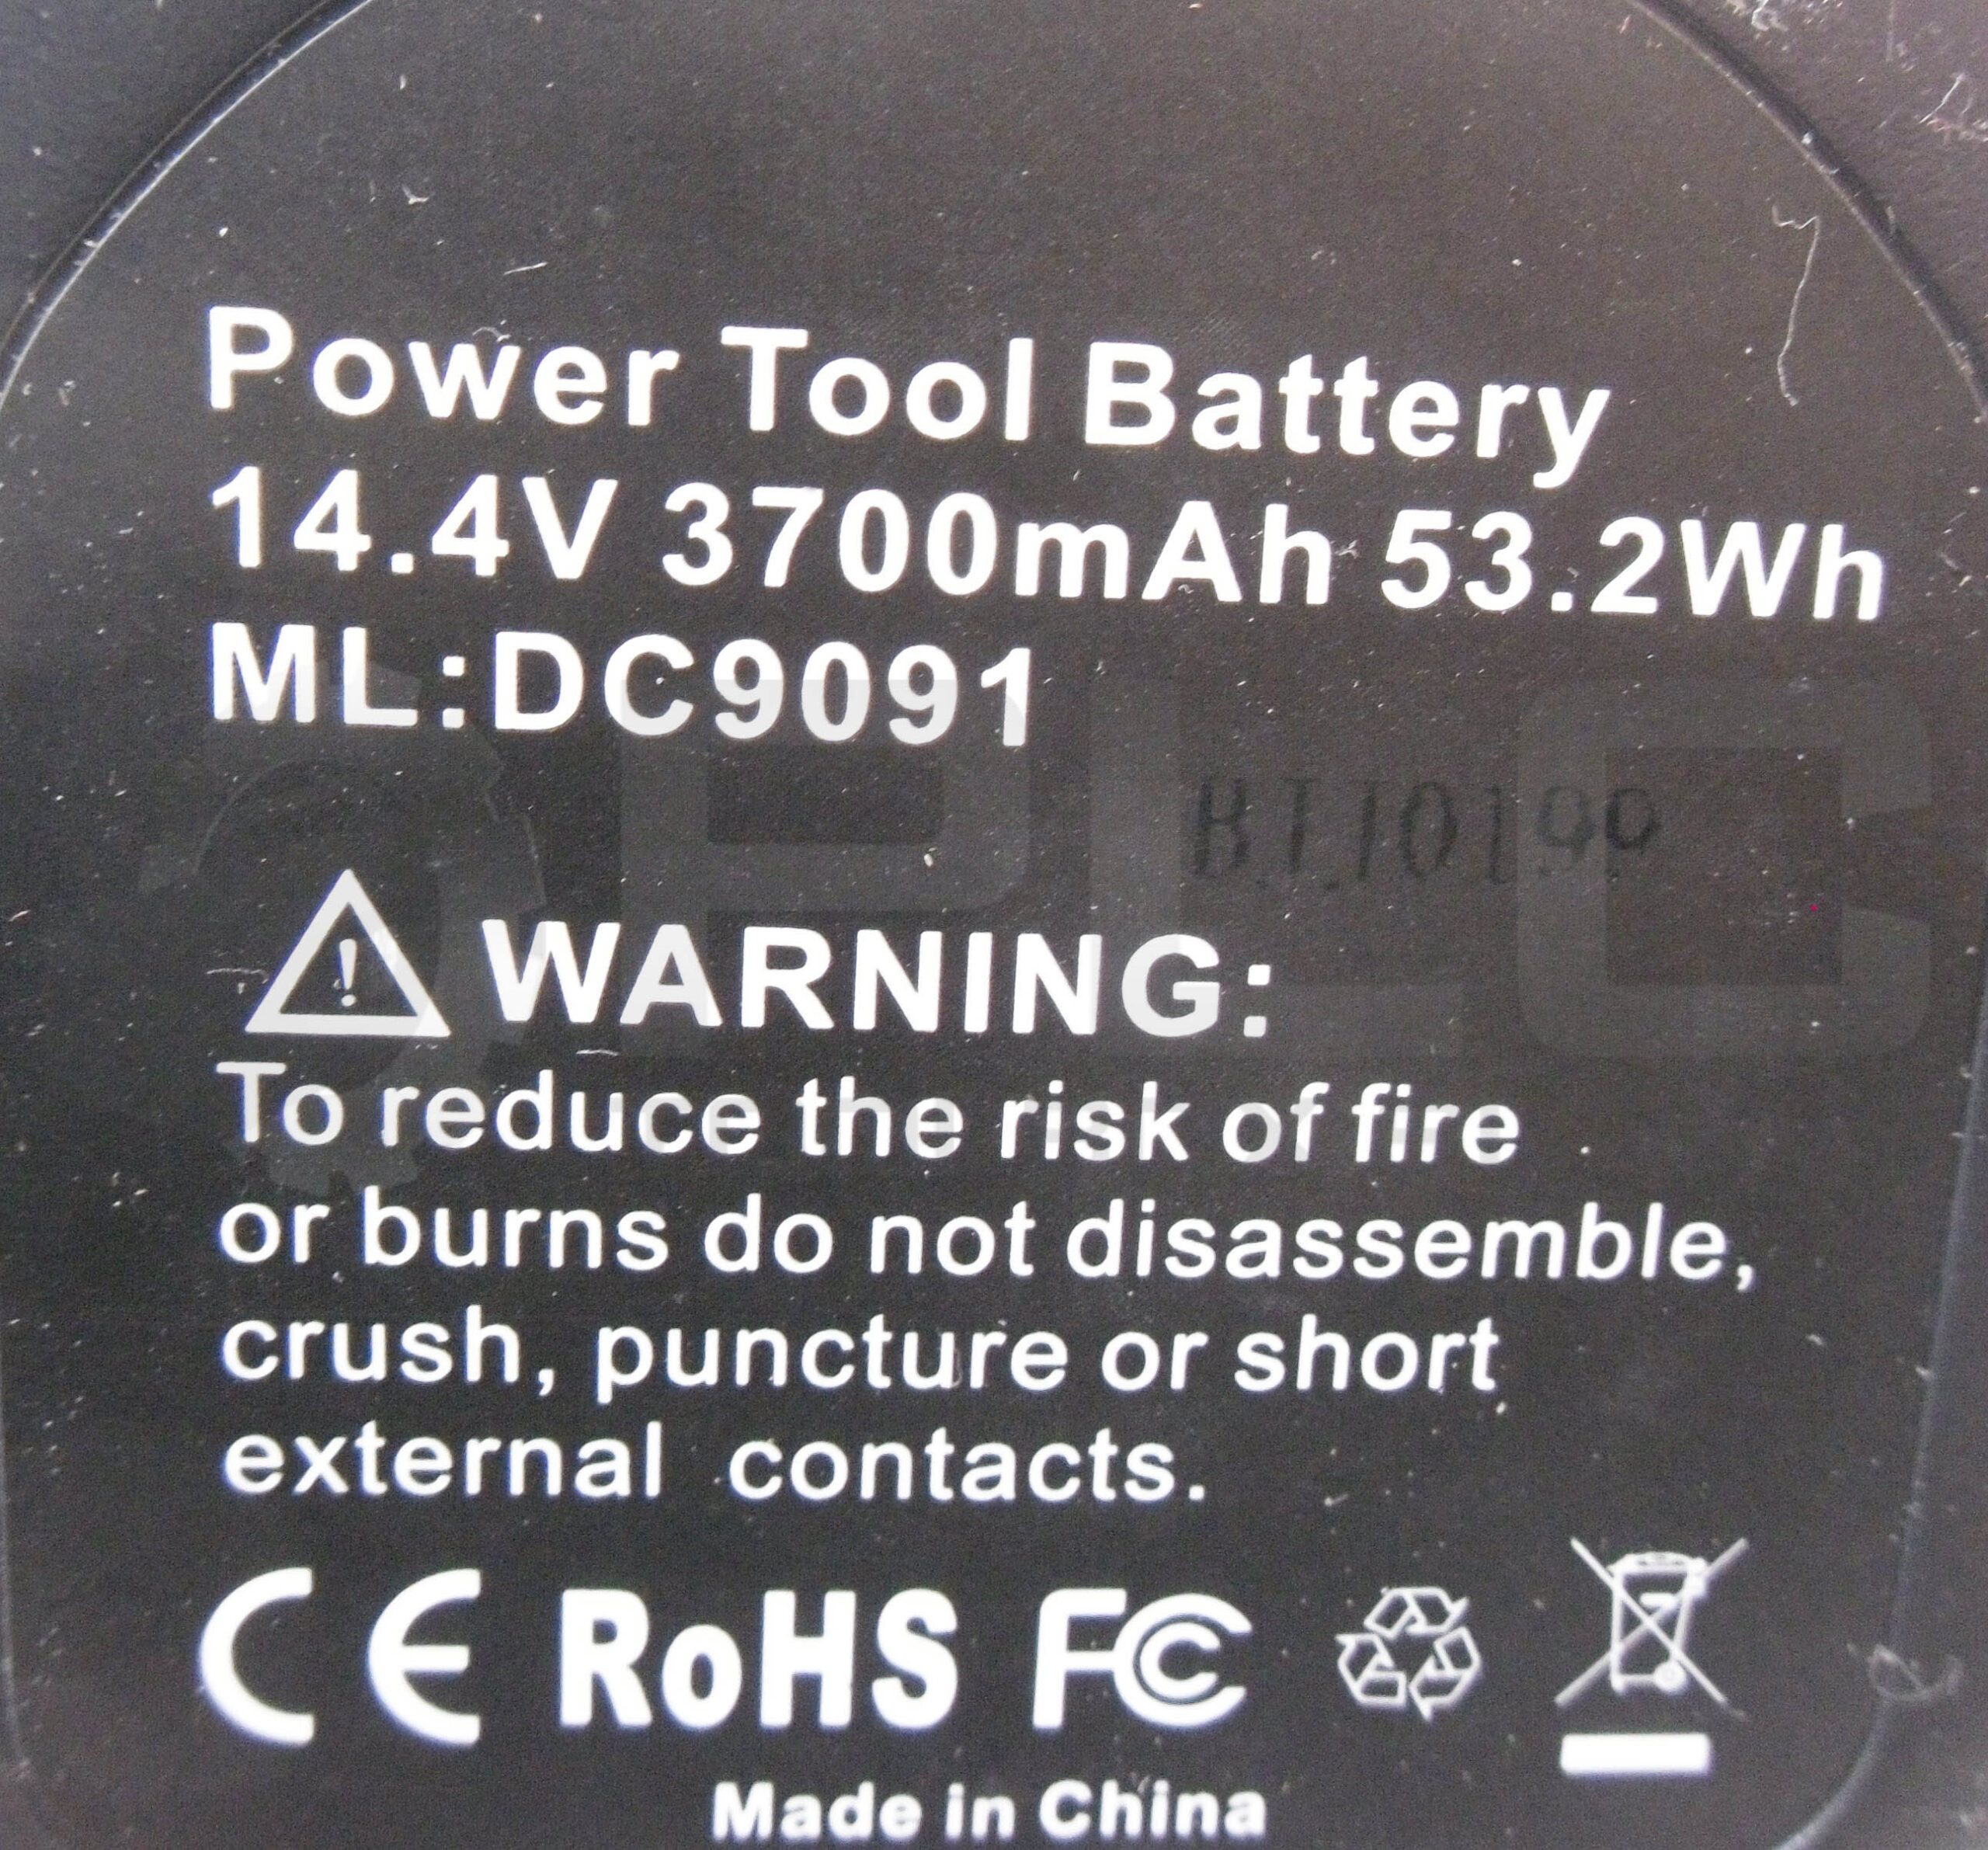 Power Tool Battery
14.4V 3700mAh 53.2Wh
ML:DC9091
WARNING:
To reduce the risk of fire
or burns do not disassemble,
crush, puncture or short
external contacts.
CE RoHS FC
Made in China